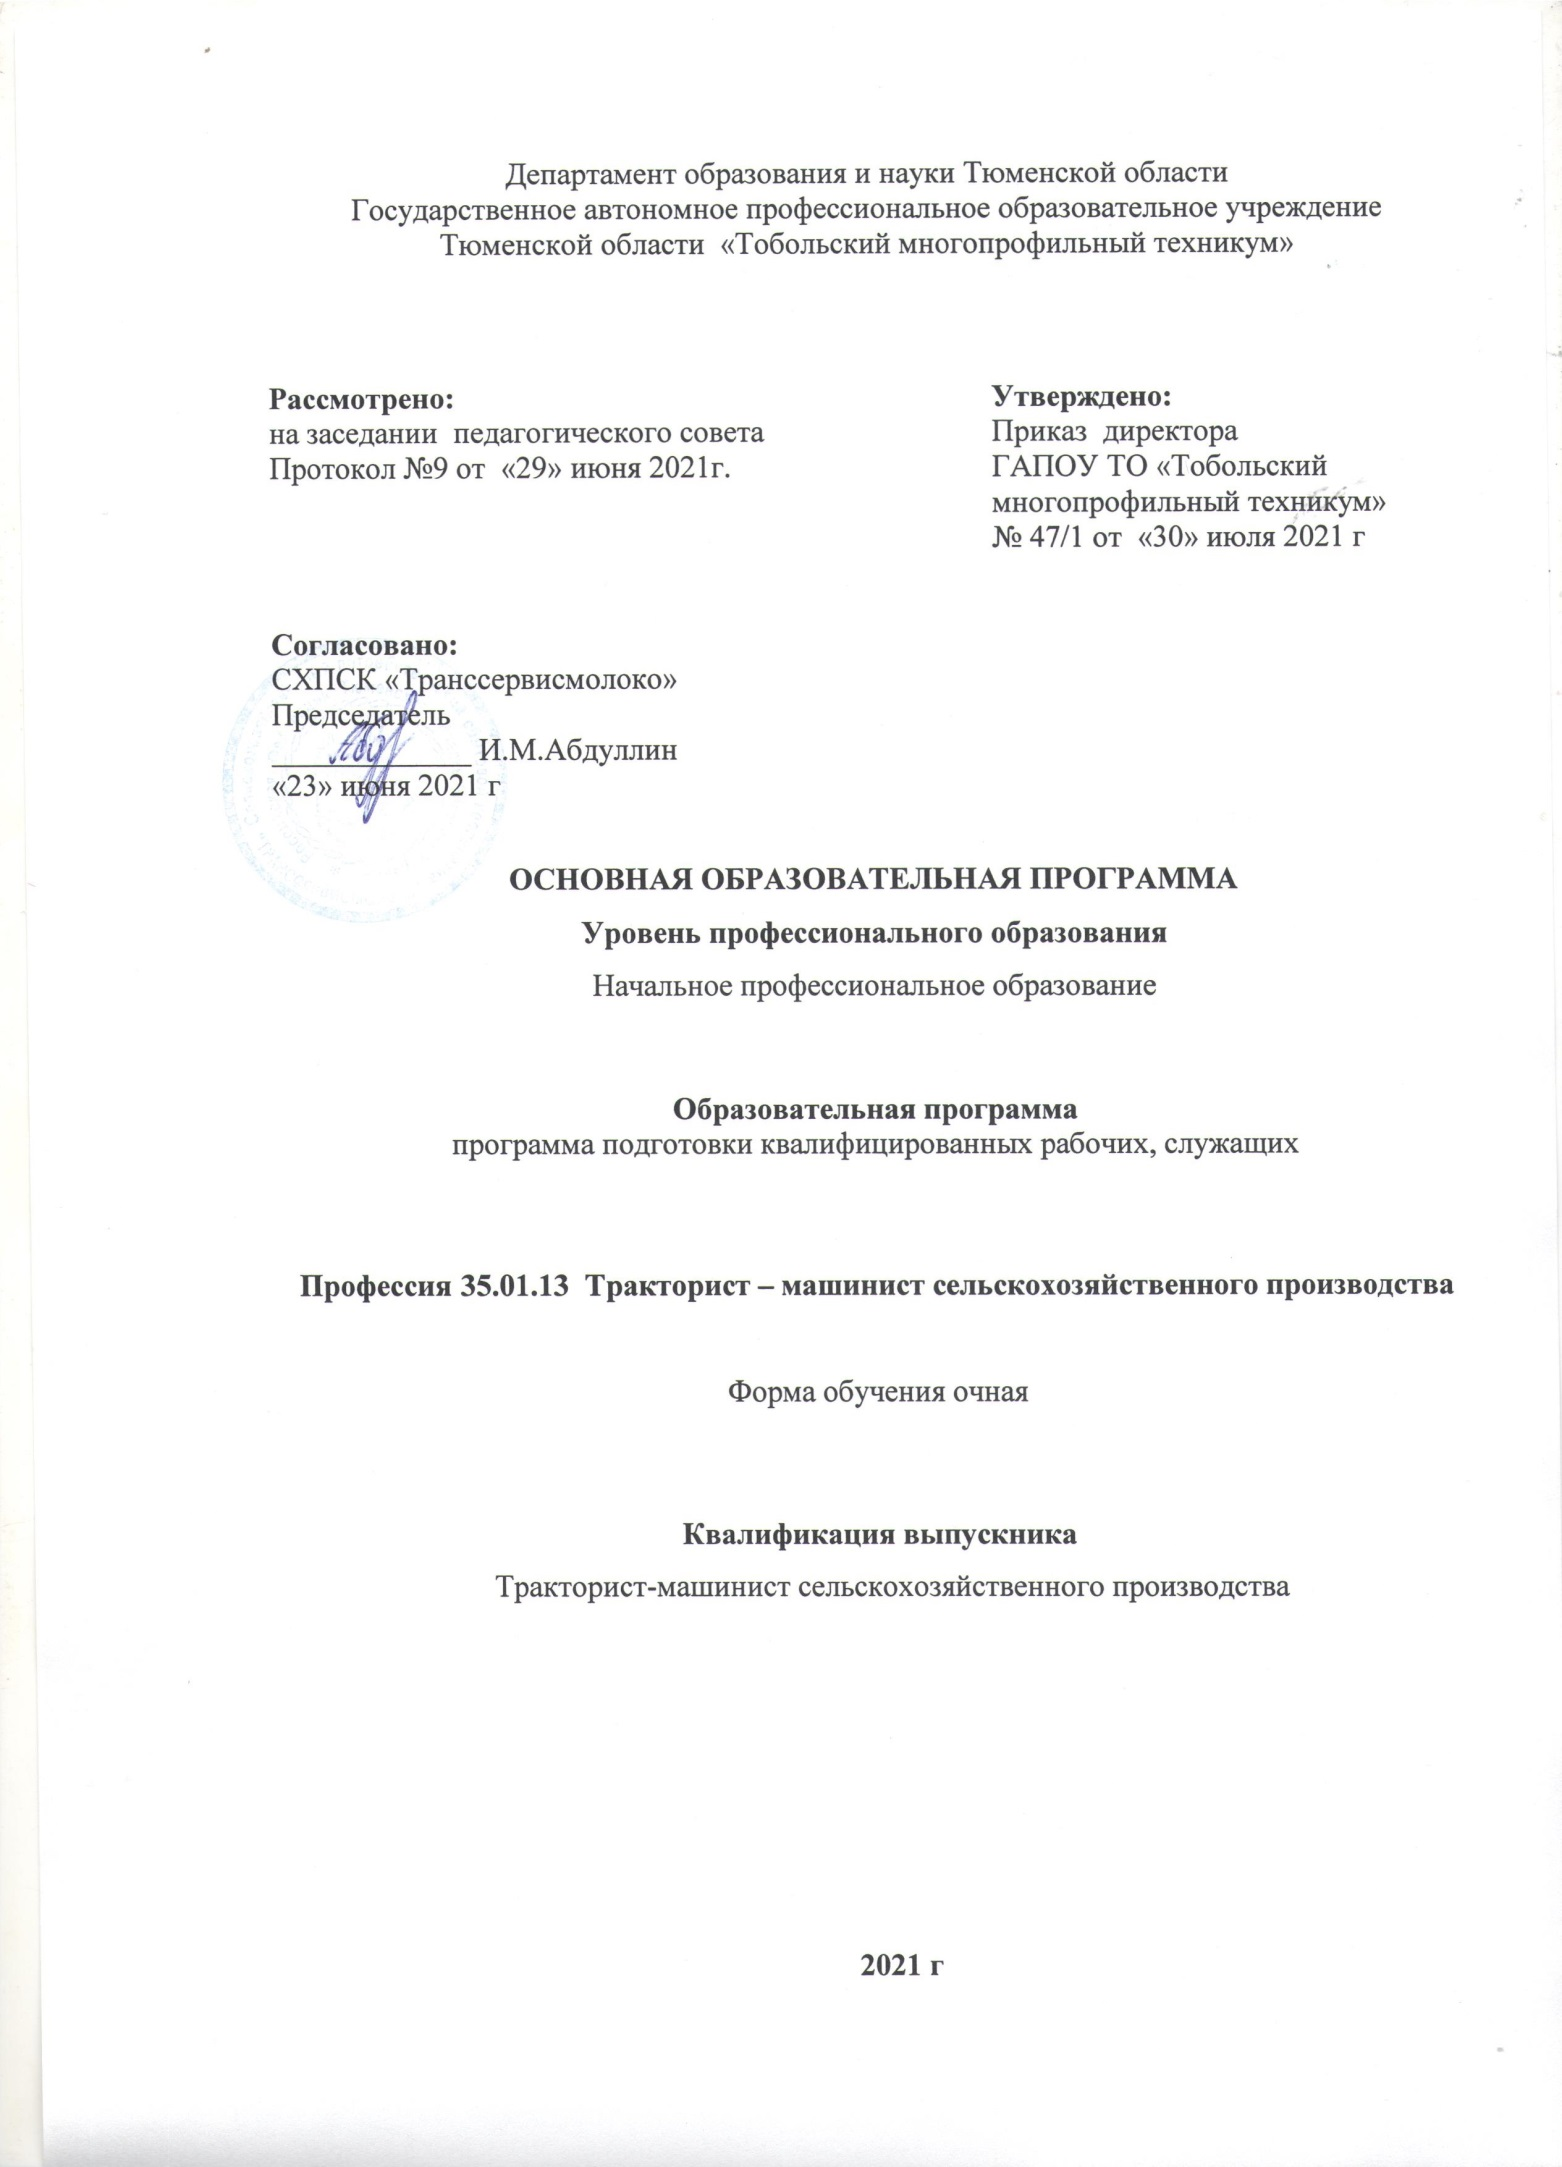 Департамент образования и науки Тюменской области
Государственное автономное профессиональное образовательное учреждение
Тюменской области «Тобольский многопрофильный техникум»
Рассмотрено:
на заседании педагогического совета
Протокол №9 от «29» июня 2021г.
Утверждено:
Приказ директора
ГАПОУ ТО «Тобольский
многопрофильный техникум»
№ 47/1 от «30» июля 2021 г
Согласовано:
СХПСК «Транссервисмолоко»
Председатель
_____________ И.М.Абдуллин
«23» июня 2021 г
ОСНОВНАЯ ОБРАЗОВАТЕЛЬНАЯ ПРОГРАММА
Уровень профессионального образования
Начальное профессиональное образование
Образовательная программа
программа подготовки квалифицированных рабочих, служащих
Профессия 35.01.13 Тракторист – машинист сельскохозяйственного производства
Форма обучения очная
Квалификация выпускника
Тракторист-машинист сельскохозяйственного производства
2021 г